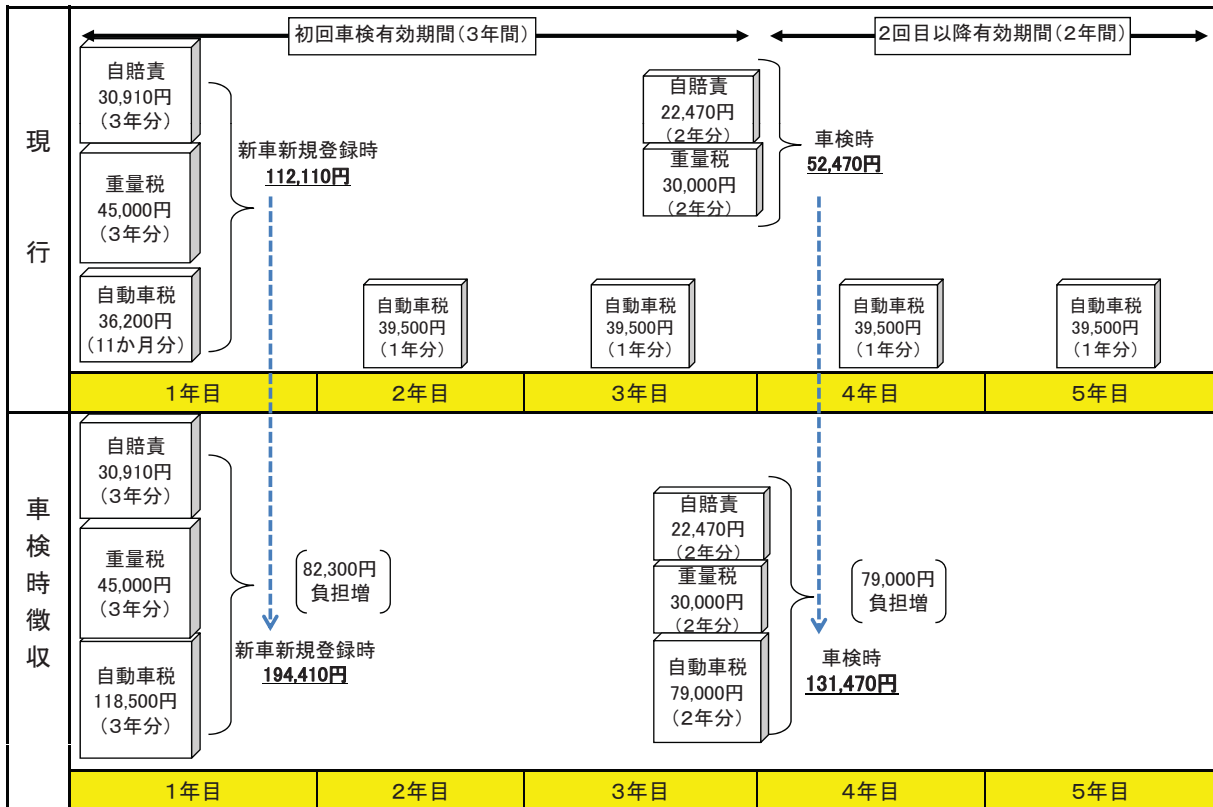 初回車検有効期間(3年間)
2回目以降有効期間(2年間)
現行
自賠責
30,910円
(3年分)
重量税
45,000円
(3年分)
自動車税
36,200円
(11か月分)
新車新規登録時
112,110円
自賠責
22,470円
(2年分)
重量税
30,000円
(2年分)
車検時
52,470円
自動車税
39,500円
(1年分)
自動車税
39,500円
(1年分)
自動車税
39,500円
(1年分)
自動車税
39,500円
(1年分)
1年目
2年目
3年目
4年目
5年目
車検時徴収
自賠責
30,910円
(3年分)
重量税
45,000円
(3年分)
自動車税
118,500円
(3年分)
82,300円
負担増
新車新規登録時
194,410円
自賠責
22,470円
(2年分)
重量税
30,000円
(2年分)
自動車税
79,000円
(2年分)
79,000円
負担増
車検時
131,470円
1年目
2年目
3年目
4年目
5年目